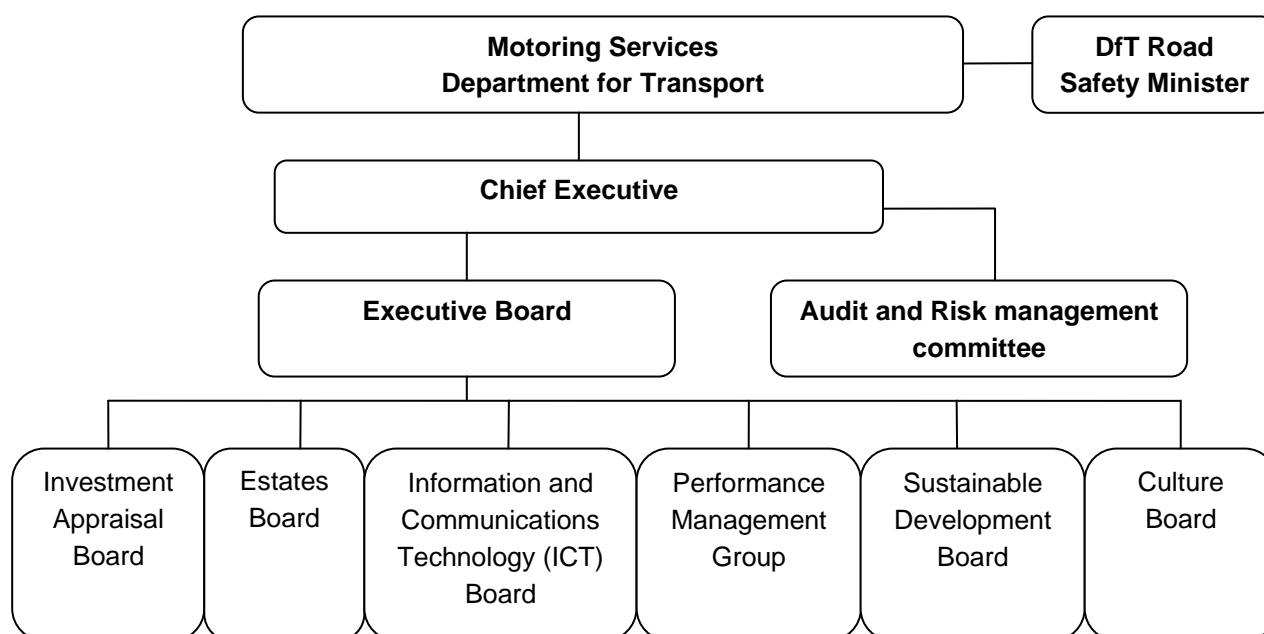 Motoring Services
Department for Transport
DfT Road
Safety Minister
Chief Executive
Executive Board
Audit and Risk management
committee
Investment
Appraisal
Board
Estates
Board
Information and
Communications
Technology (ICT)
Board
Performance
Management
Group
Sustainable
Development
Board
Culture
Board